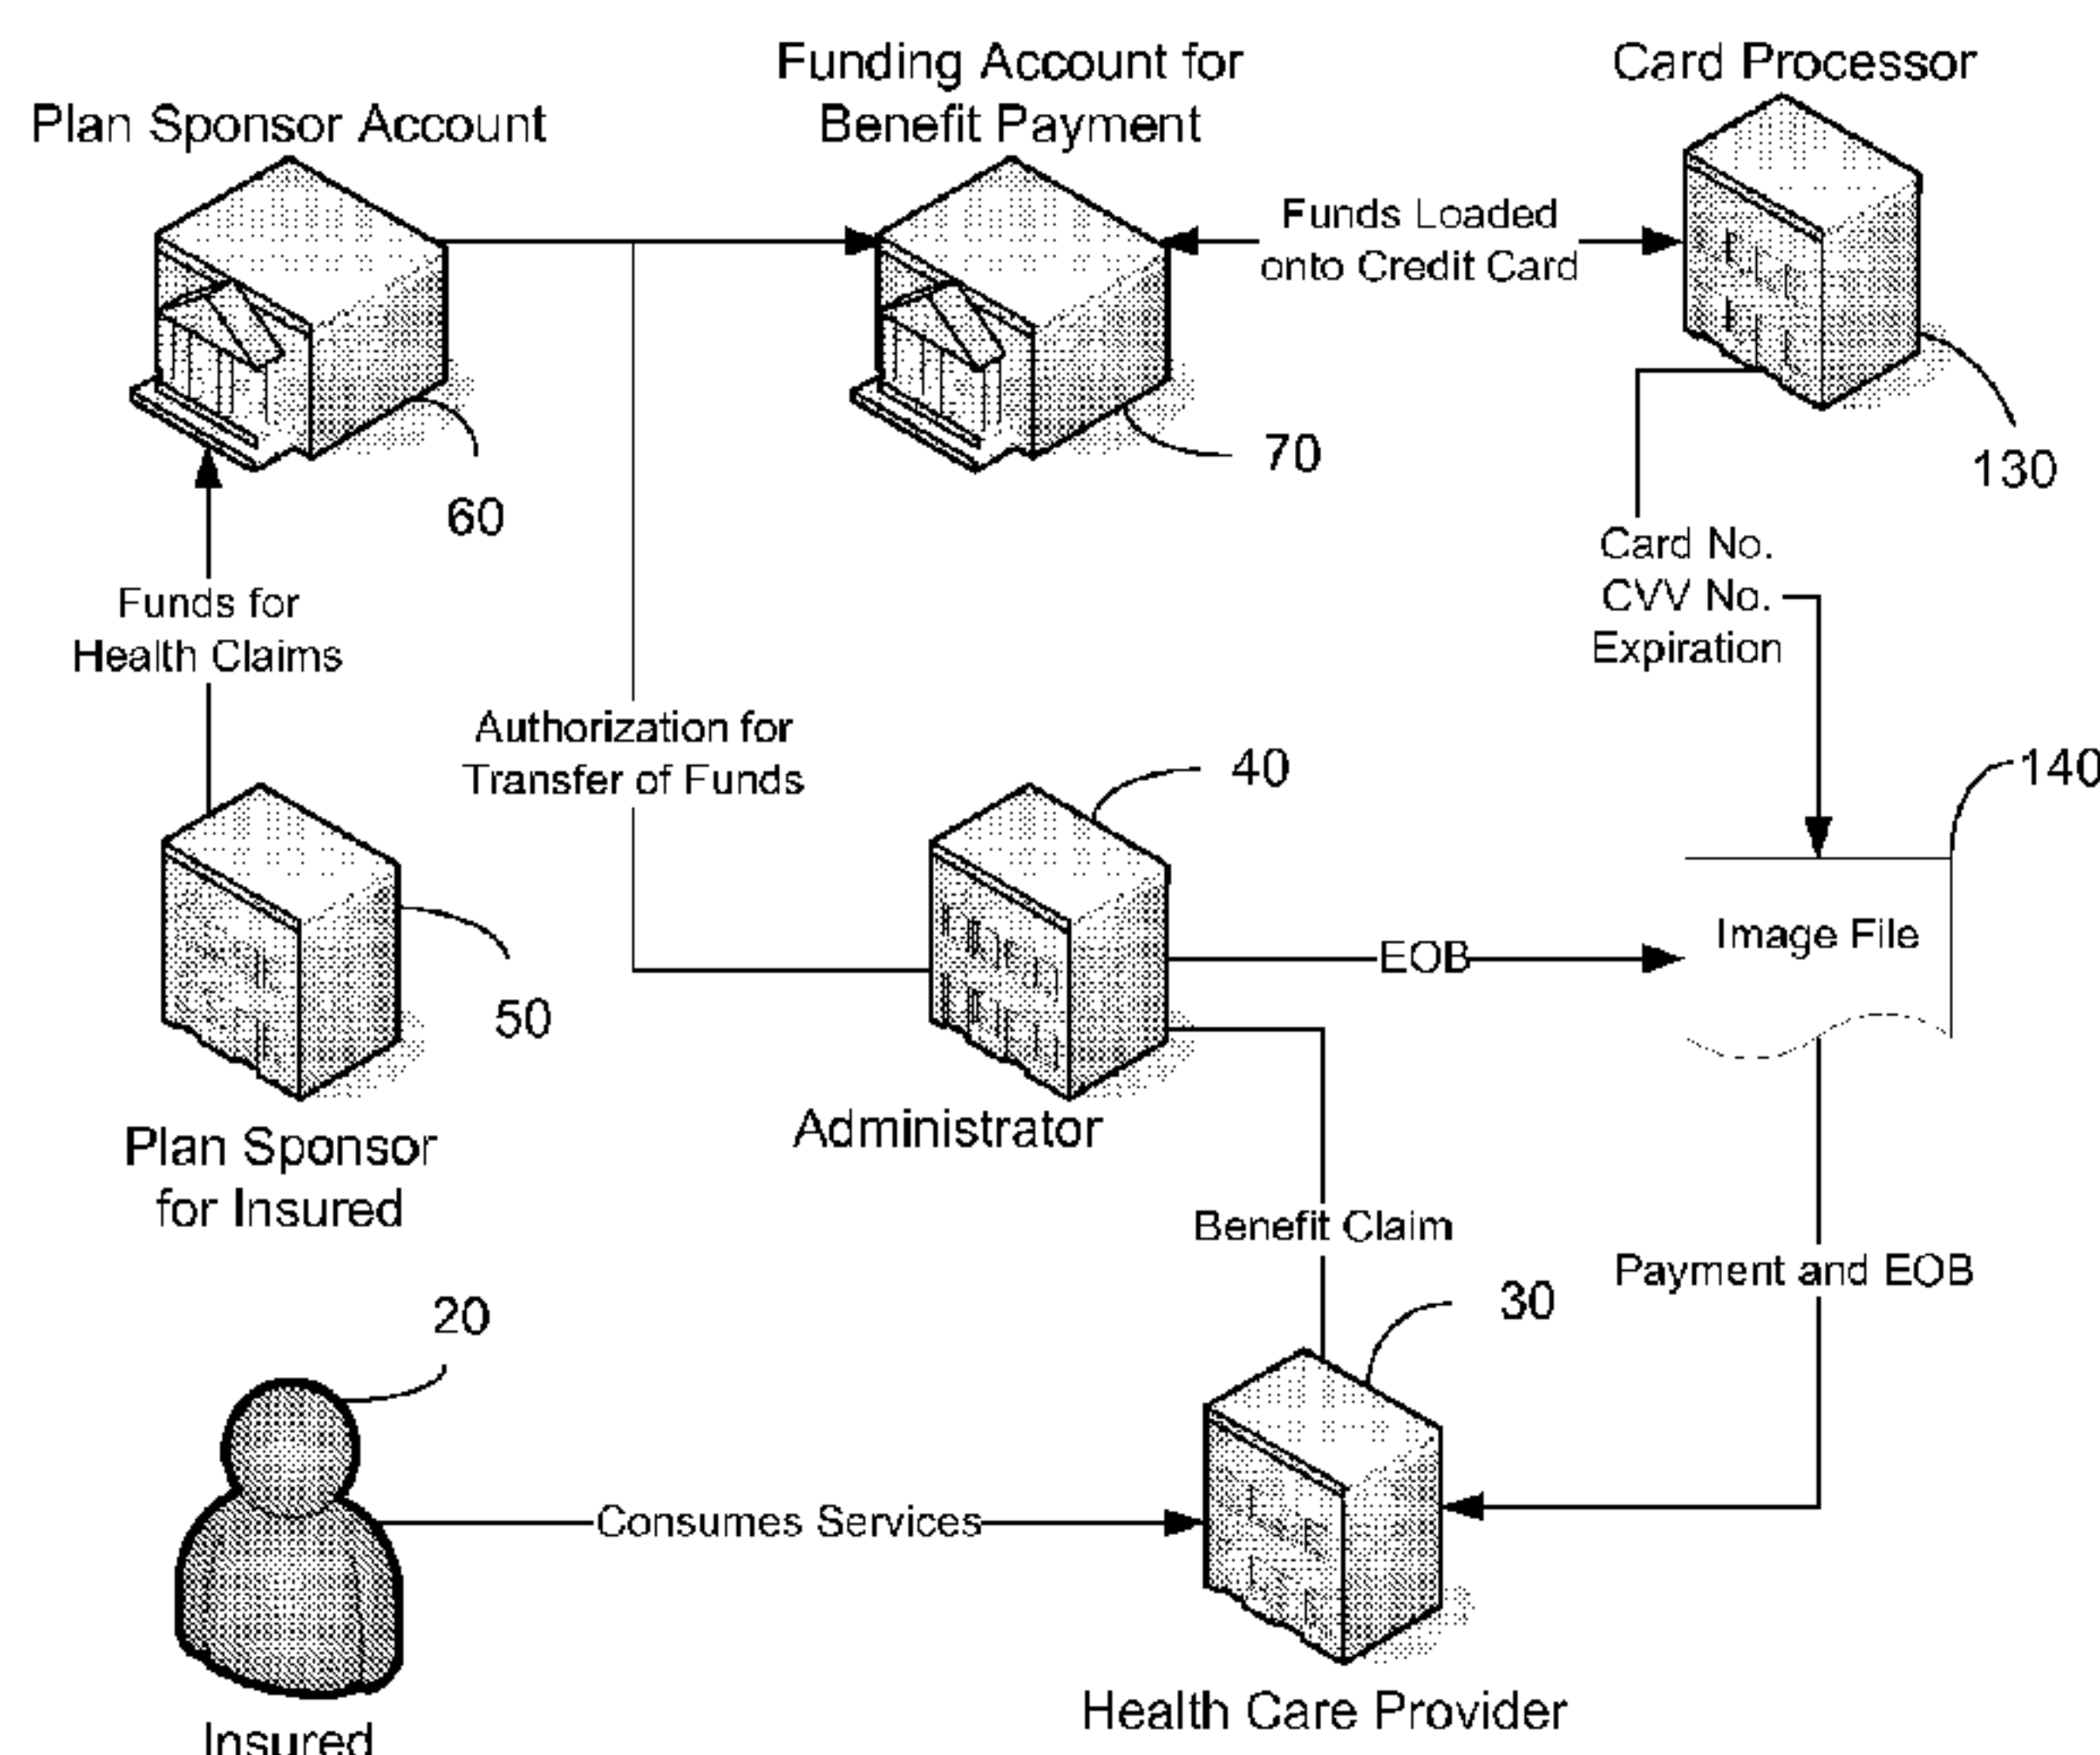 Plan Sponsor Account
Funding Account for
Benefit Payment
Card Processor
Funds Loaded
onto Credit Card
60
70
130
Funds for
Health Claims
Card No.
CVV No.
Expiration
Authorization for
Transfer of Funds
40
140
50
EOB
Image File
Plan Sponsor
for Insured
Administrator
Benefit Claim
Payment and EOB
20
30
Consumes Services
Health Care Provider
Insured